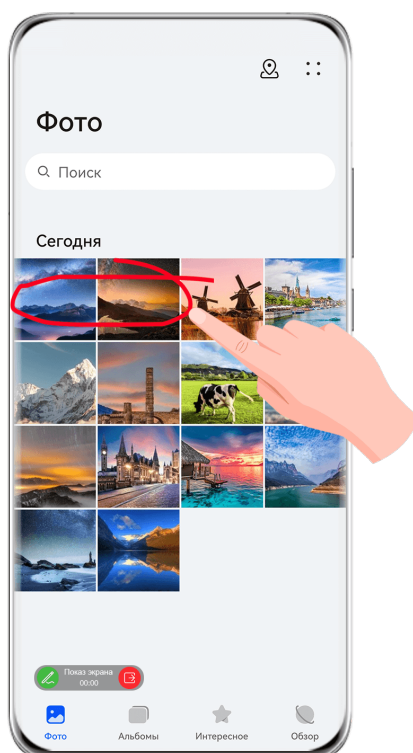 Фото
Поиск
Сегодня
Показ экрана
00:00
Фото Альбомы Интересное Обзор